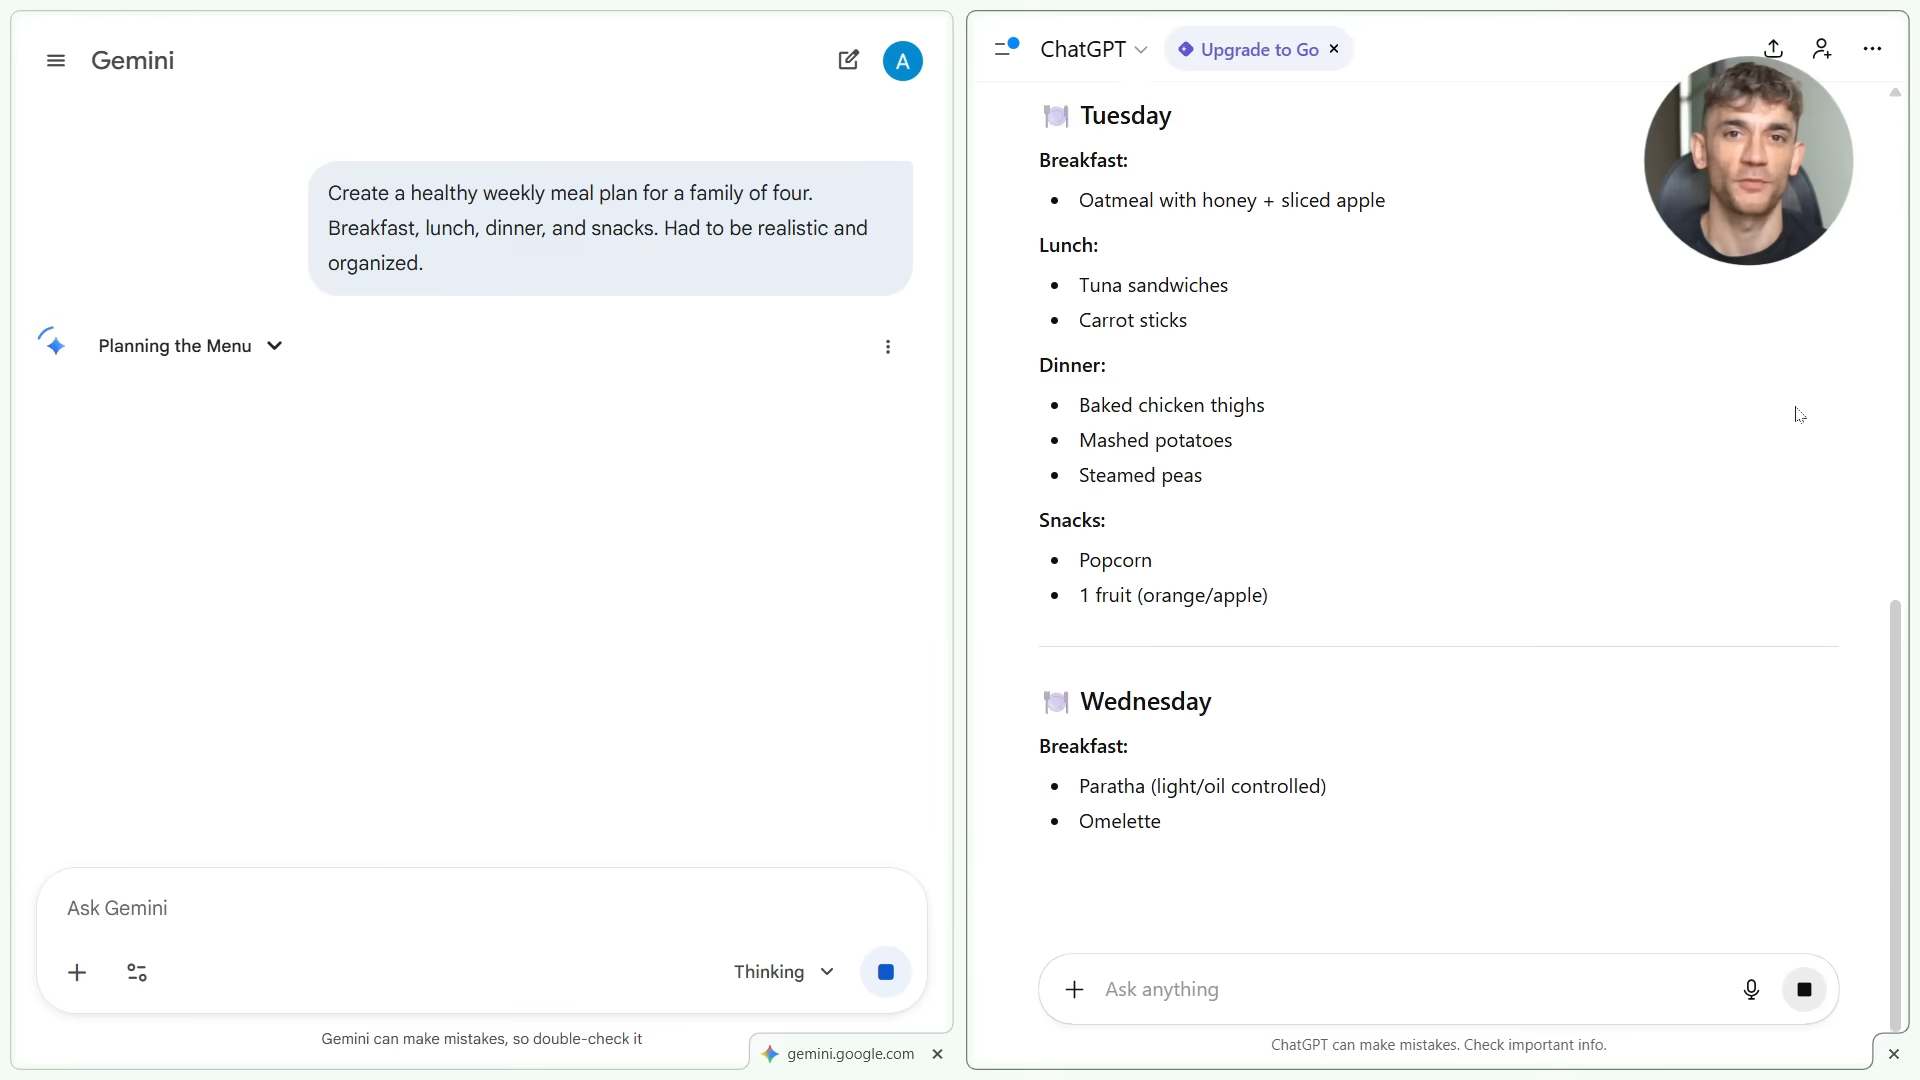 Gemini
A
Create a healthy weekly meal plan for a family of four.
Breakfast, lunch, dinner, and snacks. Had to be realistic and
organized.
Planning the Menu
Ask Gemini
Thinking
Gemini can make mistakes, so double-check it
gemini.google.com
ChatGPT
Upgrade to Go
Tuesday
Breakfast:
• Oatmeal with honey + sliced apple
Lunch:
• Tuna sandwiches
• Carrot sticks
Dinner:
• Baked chicken thighs
• Mashed potatoes
• Steamed peas
Snacks:
• Popcorn
• 1 fruit (orange/apple)
Wednesday
Breakfast:
• Paratha (light/oil controlled)
• Omelette
Ask anything
ChatGPT can make mistakes. Check important info.